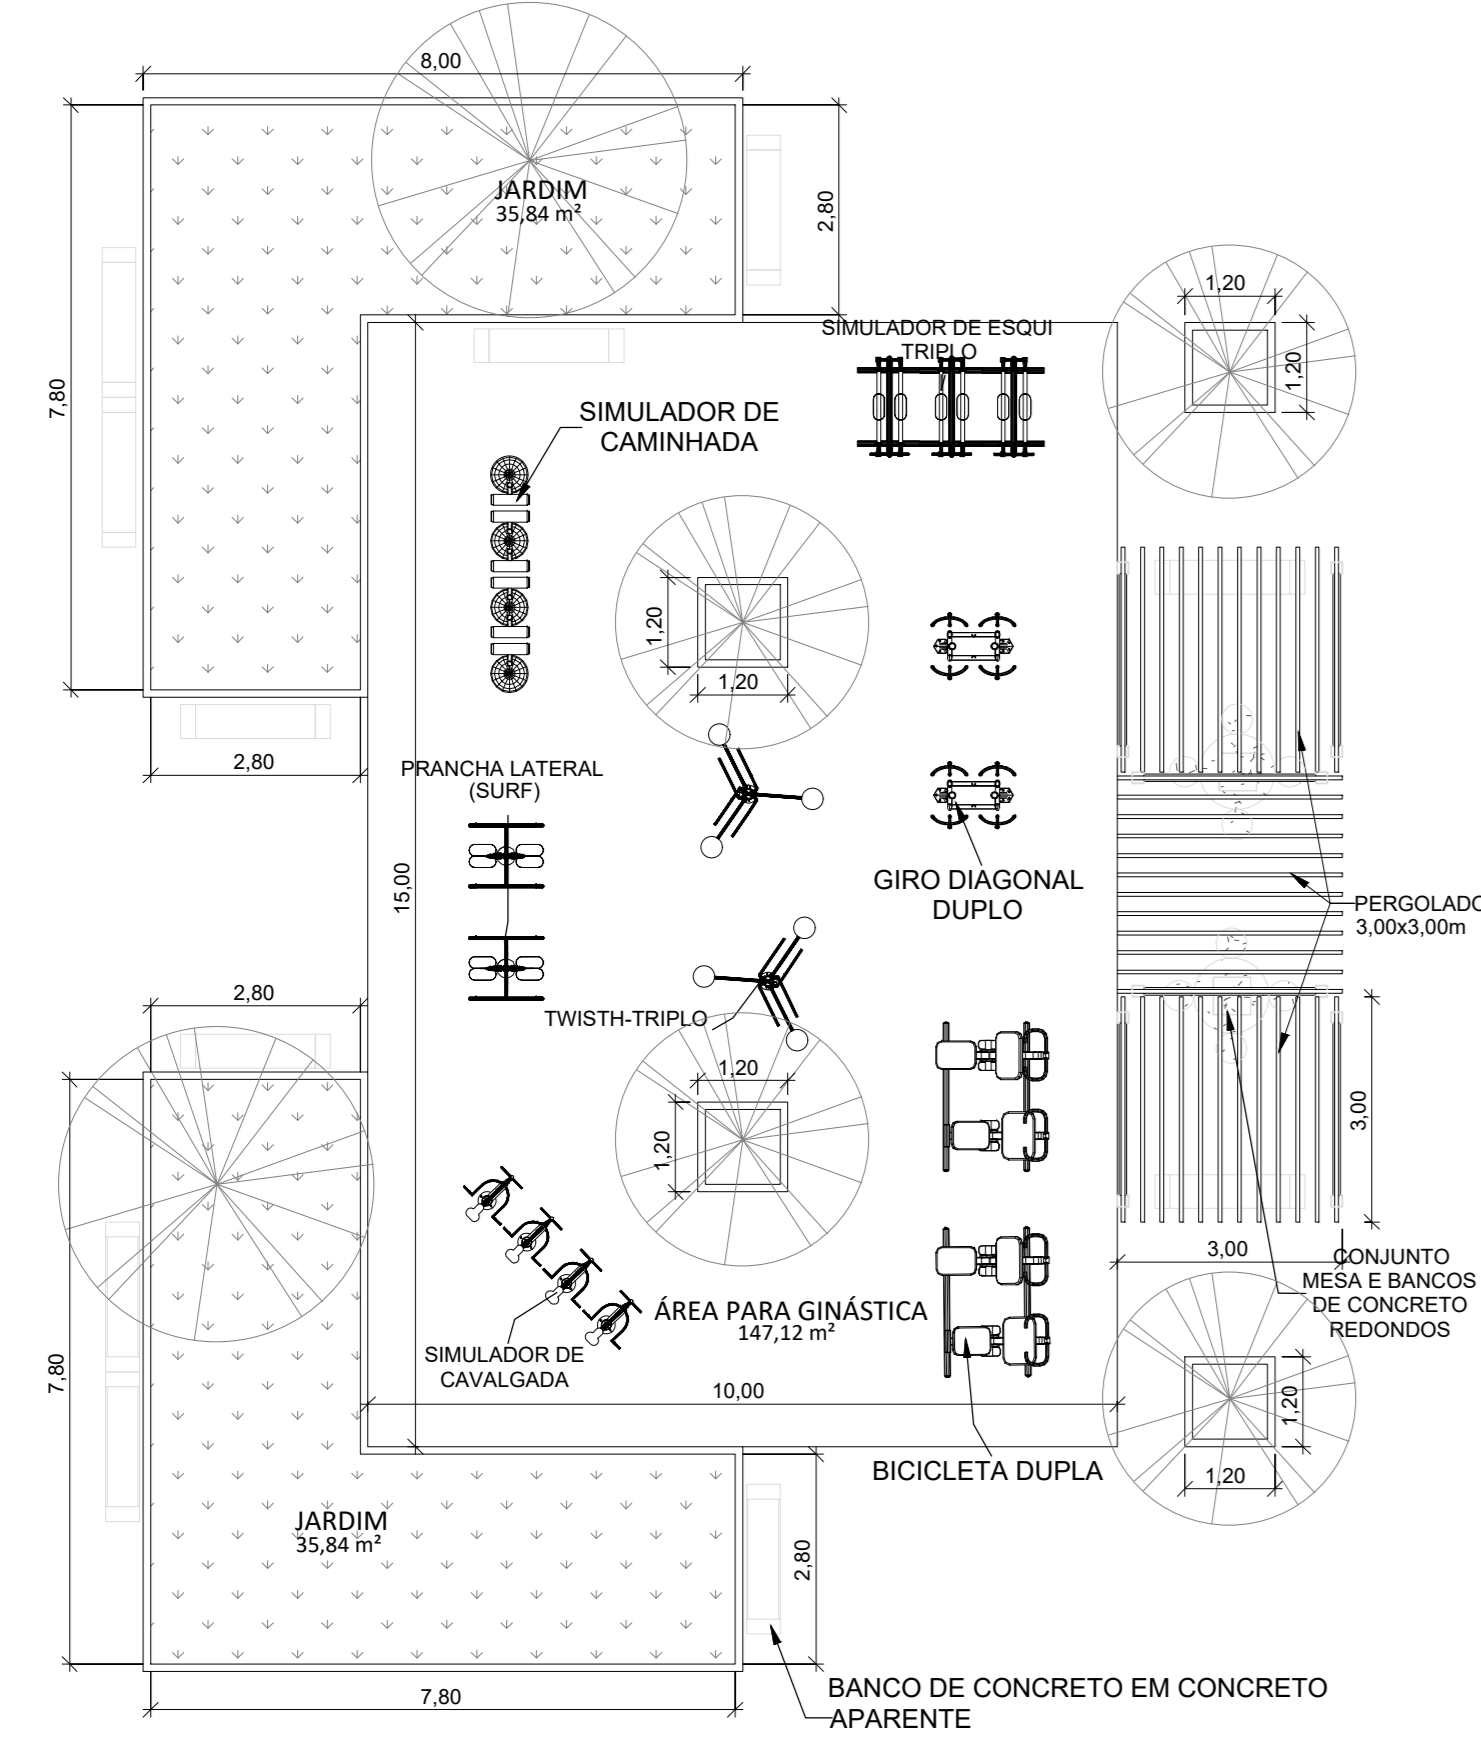 8,00
7,80
JARDIM
35,84 m²
2,80
1,20
1,20
SIMULADOR DE ESQUI
TRIPLO
SIMULADOR DE
CAMINHADA
1,20
1,20
2,80
PRANCHA LATERAL
(SURF)
15,00
GIRO DIAGONAL
DUPLO
PERGOLADO
3,00x3,00m
2,80
TWISTH-TRIPLO
1,20
1,20
3,00
3,00
CONJUNTO
MESA E BANCOS
DE CONCRETO
REDONDOS
ÁREA PARA GINÁSTICA
147,12 m²
SIMULADOR DE
CAVALGADA
7,80
10,00
1,20
1,20
BICICLETA DUPLA
JARDIM
35,84 m²
2,80
7,80
BANCO DE CONCRETO EM CONCRETO
APARENTE